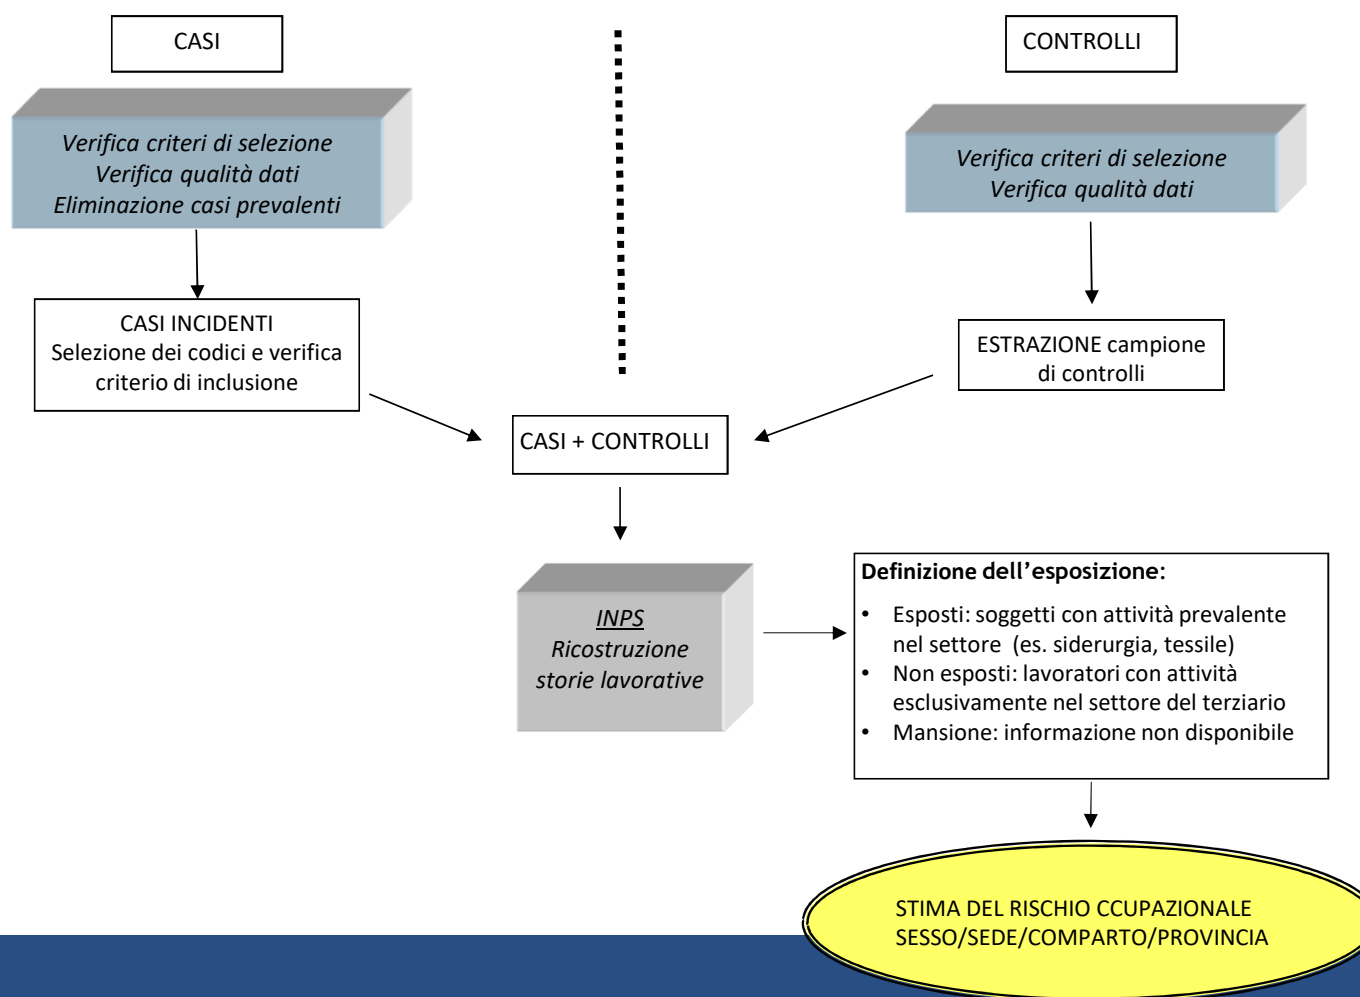 CASI
CONTROLLI
Verifica criteri di selezione
Verifica qualità dati
Eliminazione casi prevalenti
Verifica criteri di selezione
Verifica qualità dati
CASI INCIDENTI
Selezione dei codici e verifica
criterio di inclusione
ESTRAZIONE campione
di controlli
CASI + CONTROLLI
INPS
Ricostruzione
storie lavorative
Definizione dell'esposizione:
• Esposti: soggetti con attività prevalente
nel settore (es. siderurgia, tessile)
• Non esposti: lavoratori con attività
esclusivamente nel settore del terziario
• Mansione: informazione non disponibile
STIMA DEL RISCHIO CCUPAZIONALE
SESSO/SEDE/COMPARTO/PROVINCIA